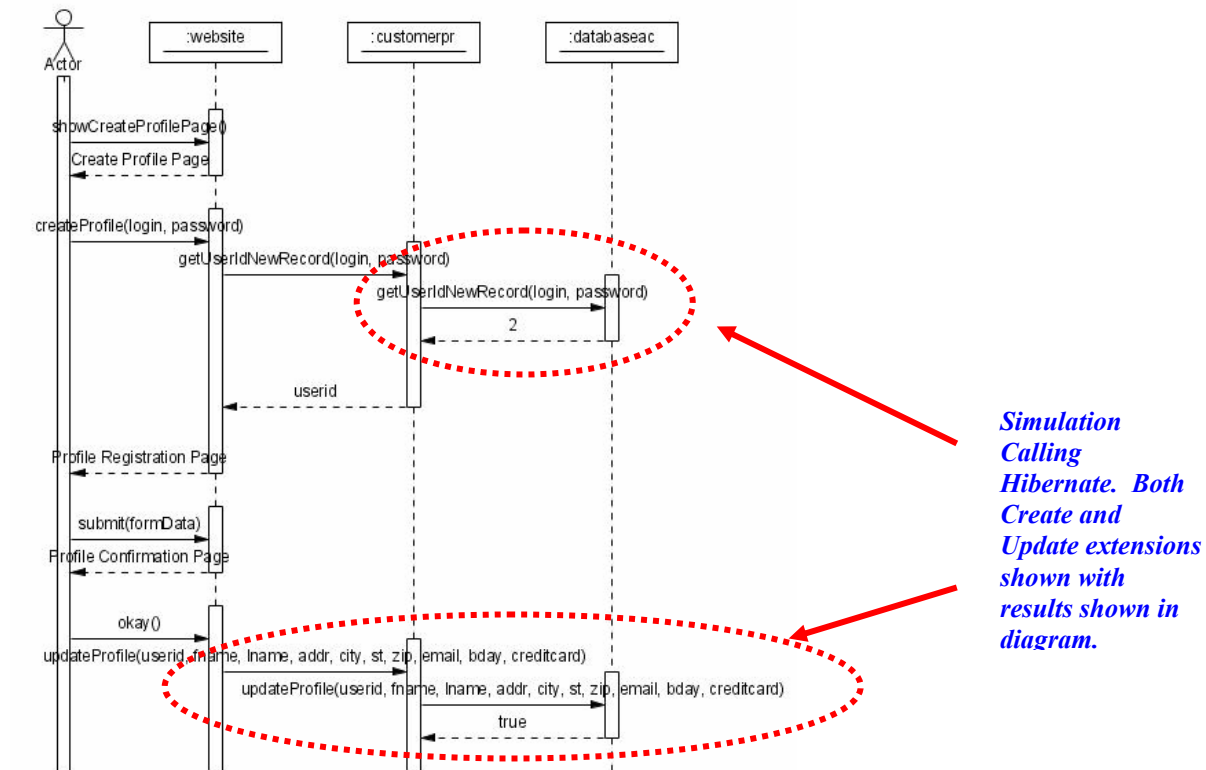 :website
:customerpr
:databaseac
Actor
showCreateProfilePage()
Create Profile Page
createProfile(login, password)
getUserIdNewRecord(login, password)
getUserIdNewRecord(login, password)
2
userid
Profile Registration Page
submit(formData)
Profile Confirmation Page
okay()
updateProfile(userid, fname, lname, addr, city, st, zip, email, bday, creditcard)
updateProfile(userid, fname, lname, addr, city, st, zip, email, bday, creditcard)
true
Simulation
Calling
Hibernate. Both
Create and
Update extensions
shown with
results shown in
diagram.